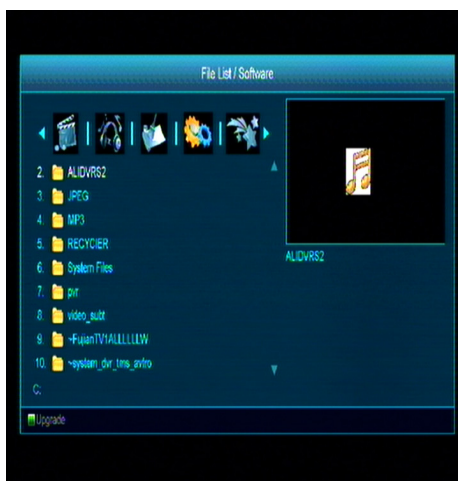 File List / Software
2. ALIDVRS2
3. JPEG
4. MP3
5. RECYCIER
6. System Files
7. pvr
8. video_subt
9. ~FujianTV1ALLLLLW
10. ~system_dvr_tms_avtro
C:
ALIDVRS2
Upgrade